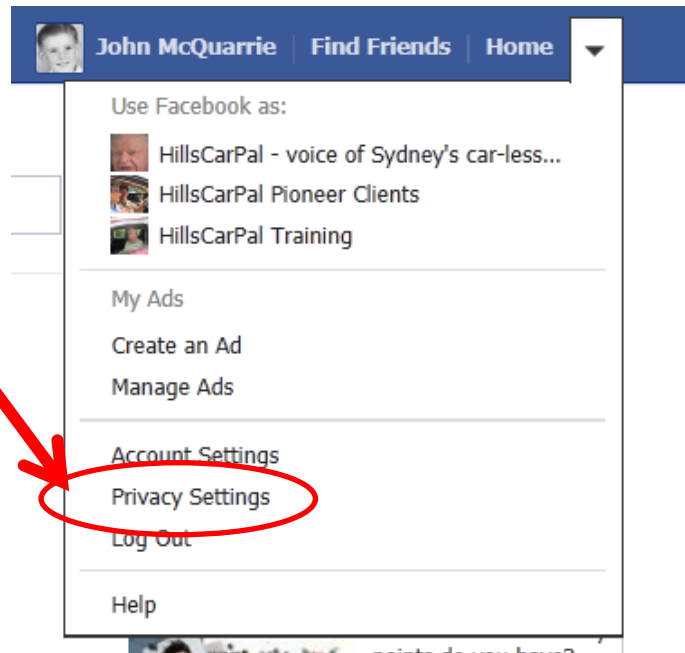 John McQuarrie Find Friends Home
Use Facebook as:
HillsCarPal - voice of Sydney's car-less...
HillsCarPal Pioneer Clients
HillsCarPal Training
My Ads
Create an Ad
Manage Ads
Account Settings
Privacy Settings
Log Out
Help
points do you have?